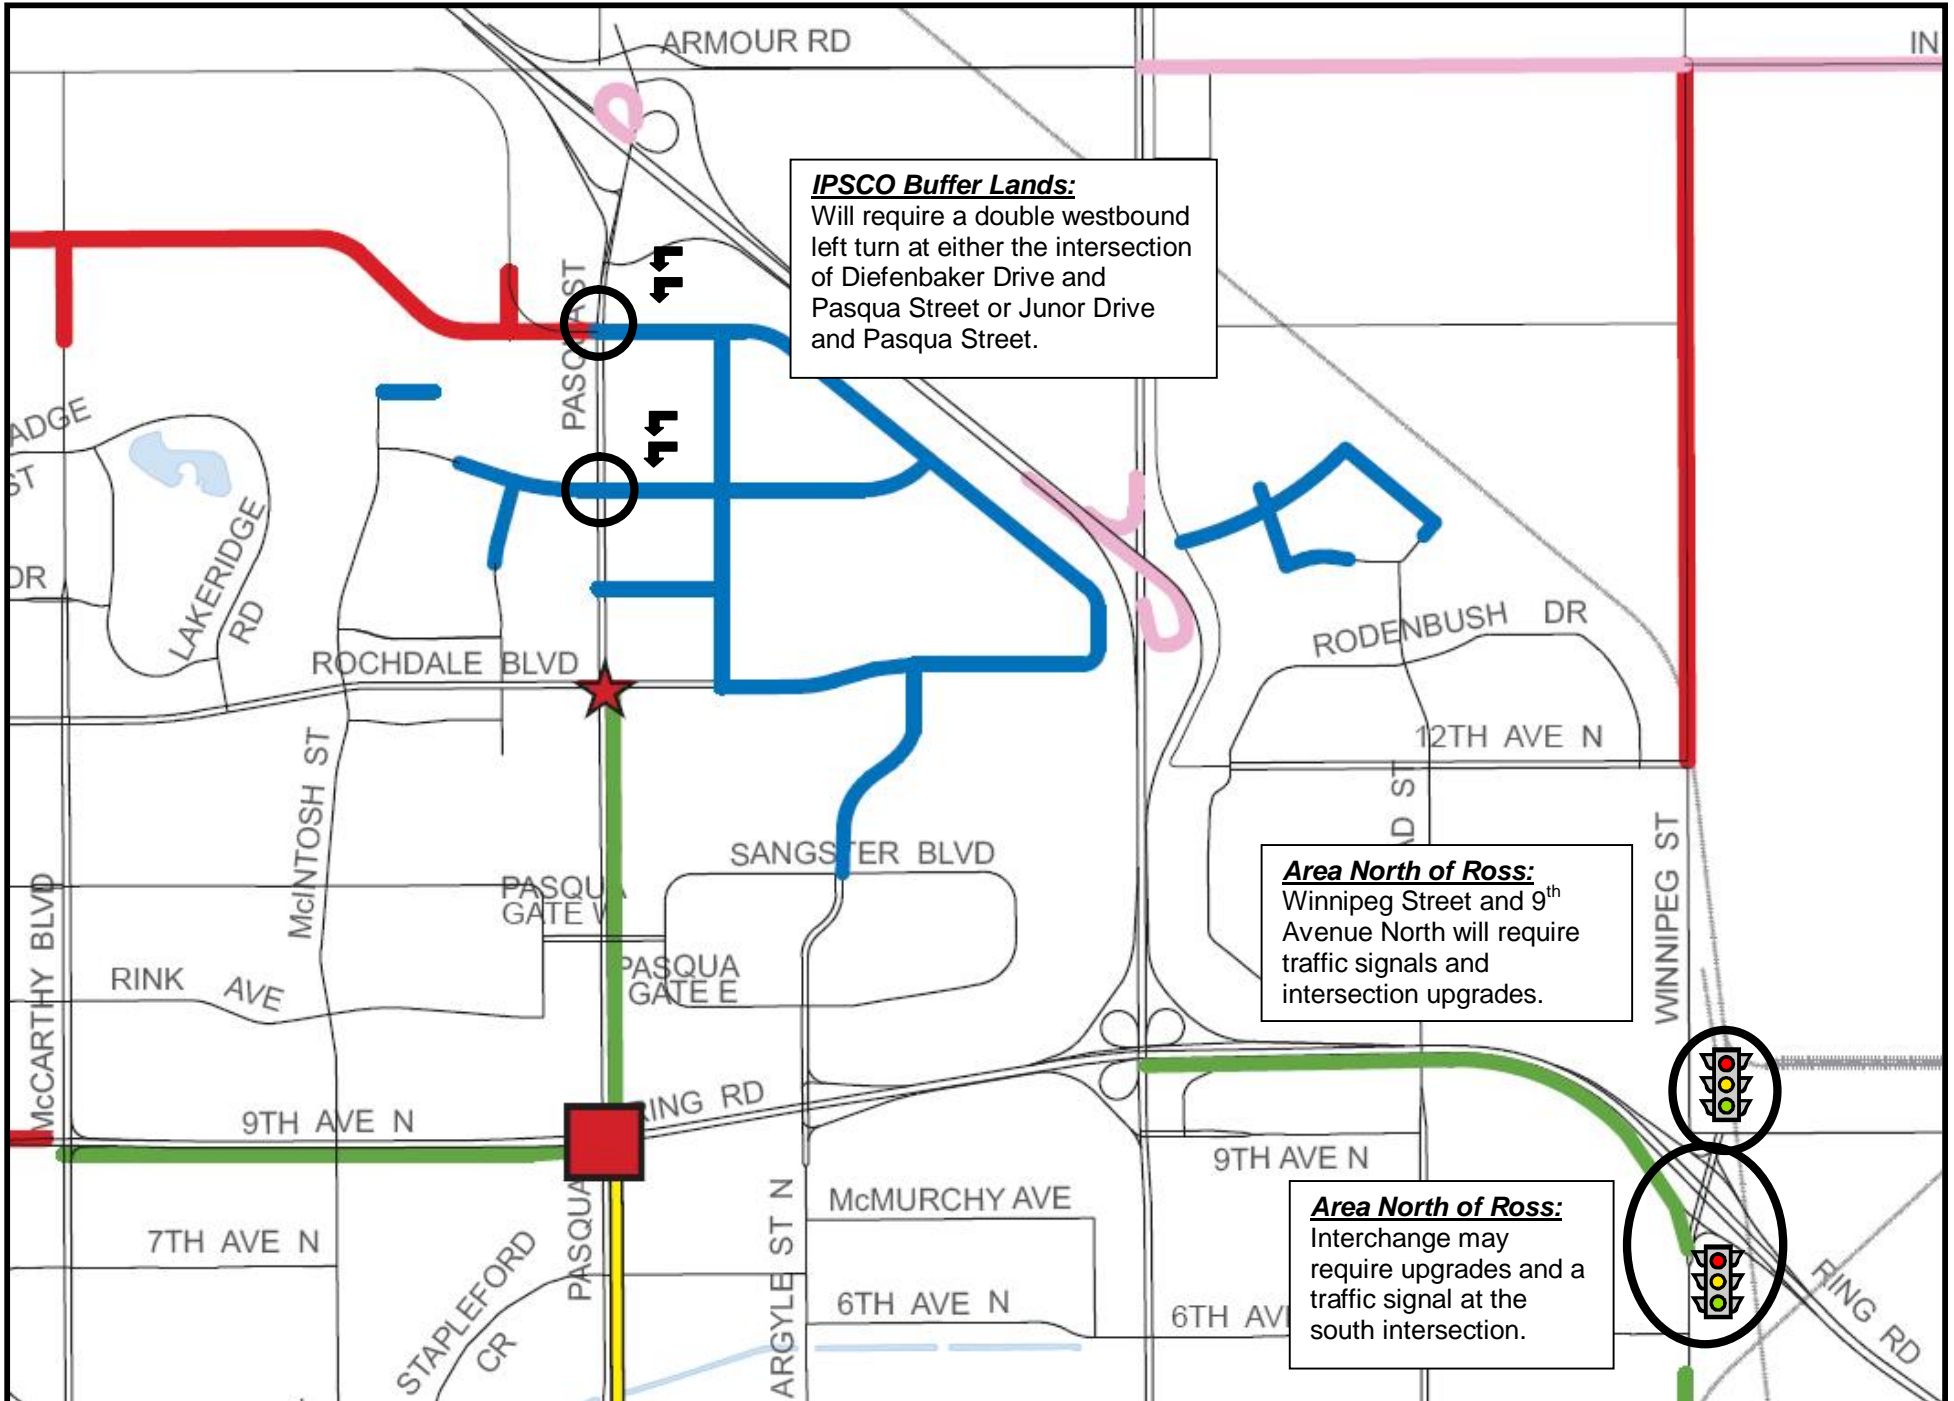 ARMOUR RD
IN
IPSCO Buffer Lands:
Will require a double westbound
left turn at either the intersection
of Diefenbaker Drive and
Pasqua Street or Junor Drive
and Pasqua Street.
PASQUA ST
ADGE
ST
LAKERIDGE
RD
DR
RODENBUSH DR
ROCHDALE BLVD
12TH AVE N
McINTOSH ST
AD ST
WINNIPEG ST
SANGSTER BLVD
Area North of Ross:
Winnipeg Street and 9th
Avenue North will require
traffic signals and
intersection upgrades.
PASQUA
GATE W
McCARTHY BLVD
PASQUA
GATE E
RINK AVE
RING RD
9TH AVE N
9TH AVE N
McMURCHY AVE
Area North of Ross:
Interchange may
require upgrades and a
traffic signal at the
south intersection.
7TH AVE N
PASQUA
STAPLEFORD
CR
ARGYLE ST N
6TH AVE N
6TH AVE
RING RD